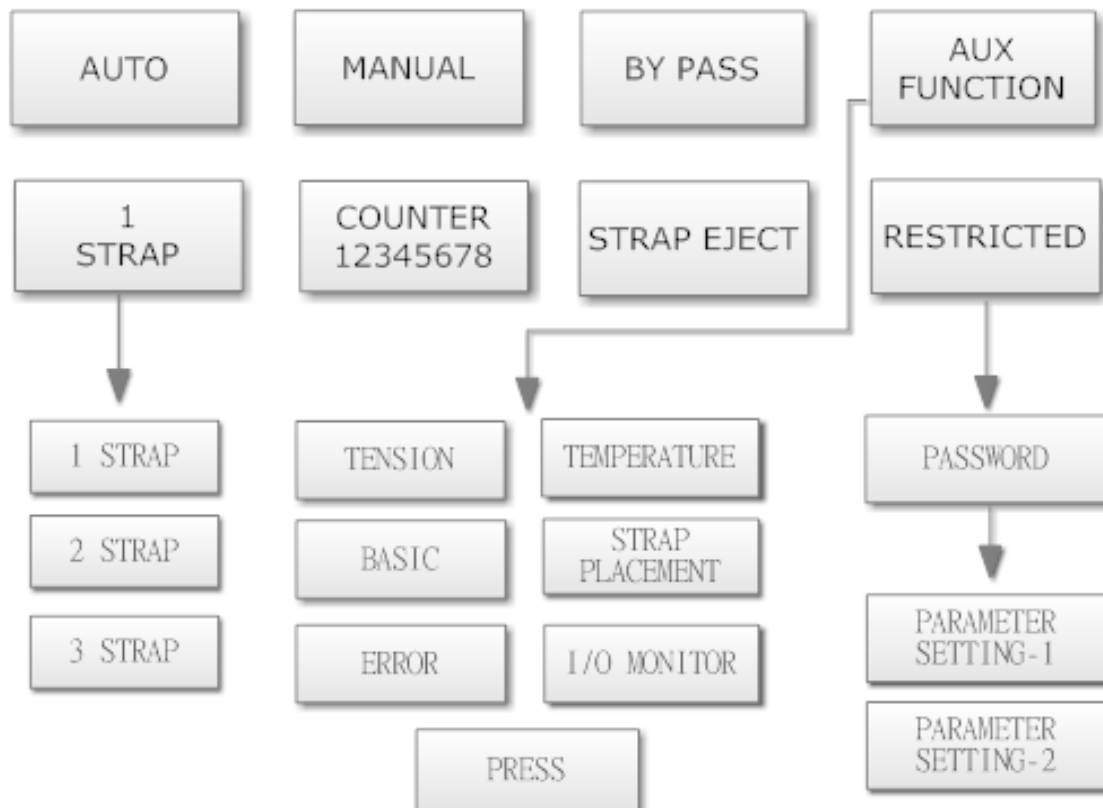 AUTO
MANUAL
BY PASS
AUX
FUNCTION
1
STRAP
COUNTER
12345678
STRAP EJECT
RESTRICTED
1 STRAP
2 STRAP
3 STRAP
TENSION
TEMPERATURE
BASIC
STRAP
PLACEMENT
ERROR
I/O MONITOR
PRESS
PASSWORD
PARAMETER
SETTING-1
PARAMETER
SETTING-2